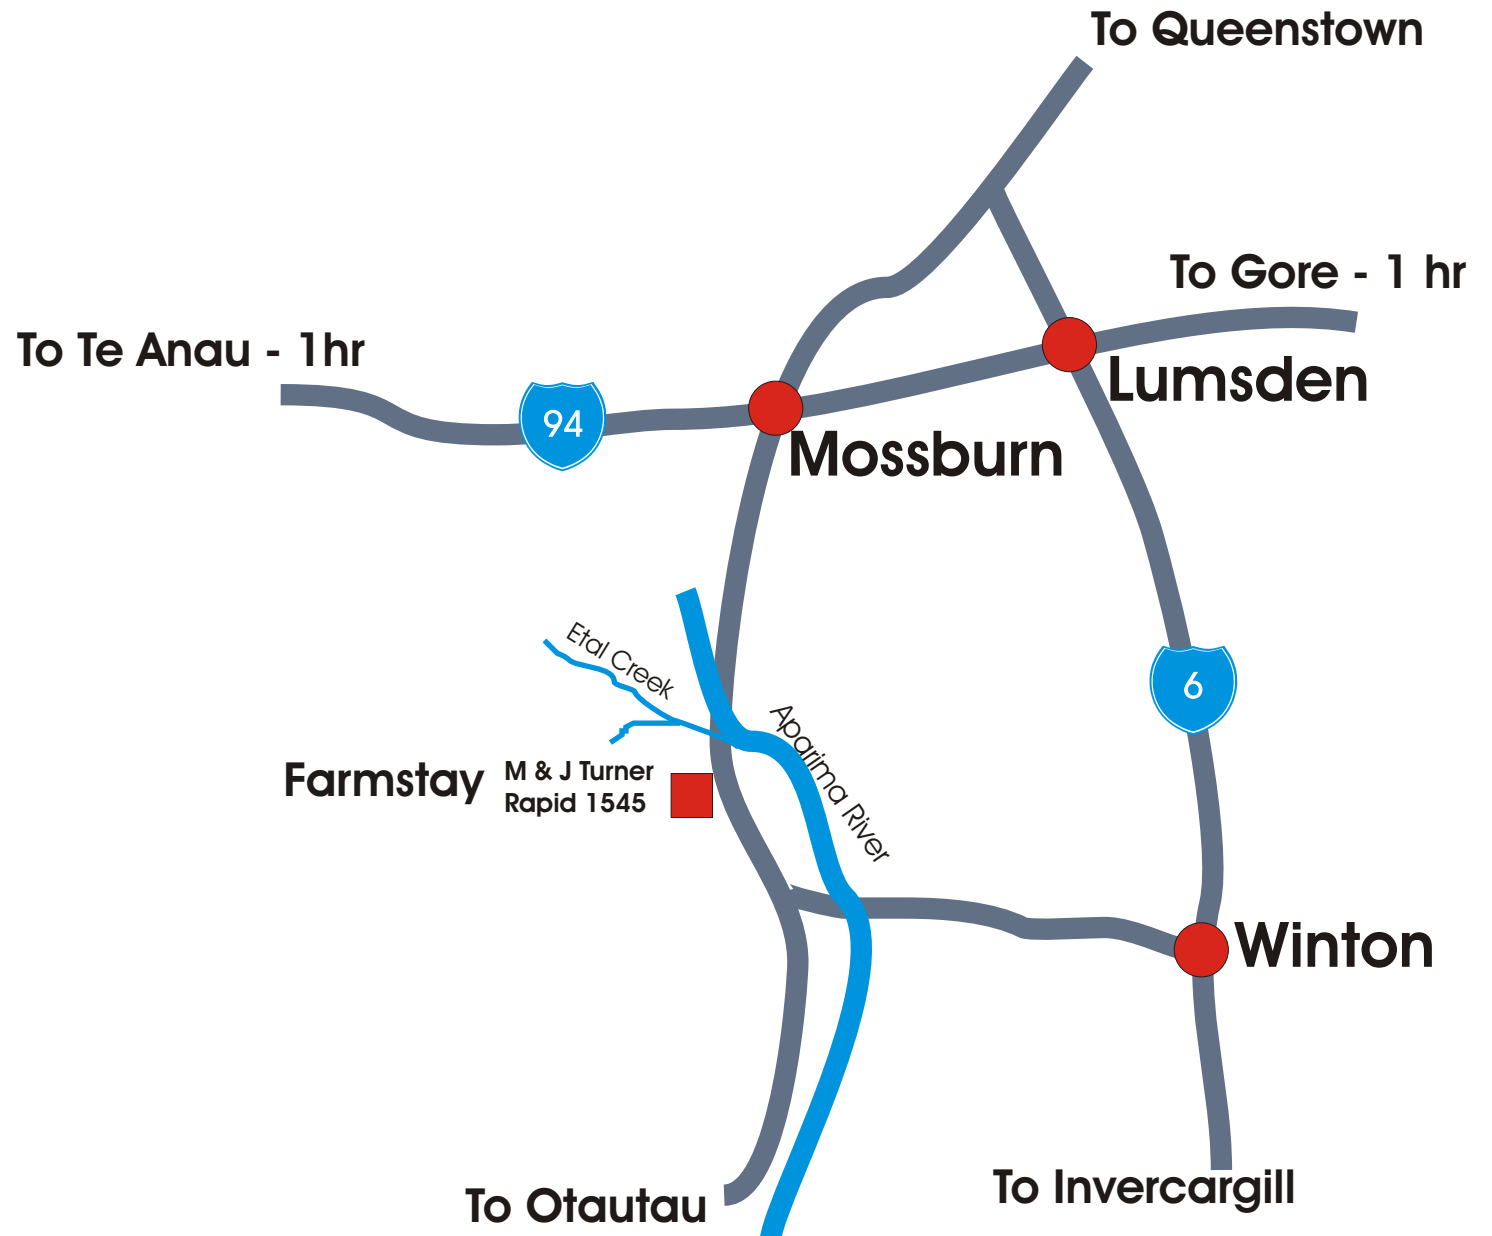 To Queenstown
To Gore - 1 hr
To Te Anau - 1hr
Lumsden
94
Mossburn
Etal Creek
6
Aparima River
Farmstay
M & J Turner
Rapid 1545
Winton
To Invercargill
To Otautau